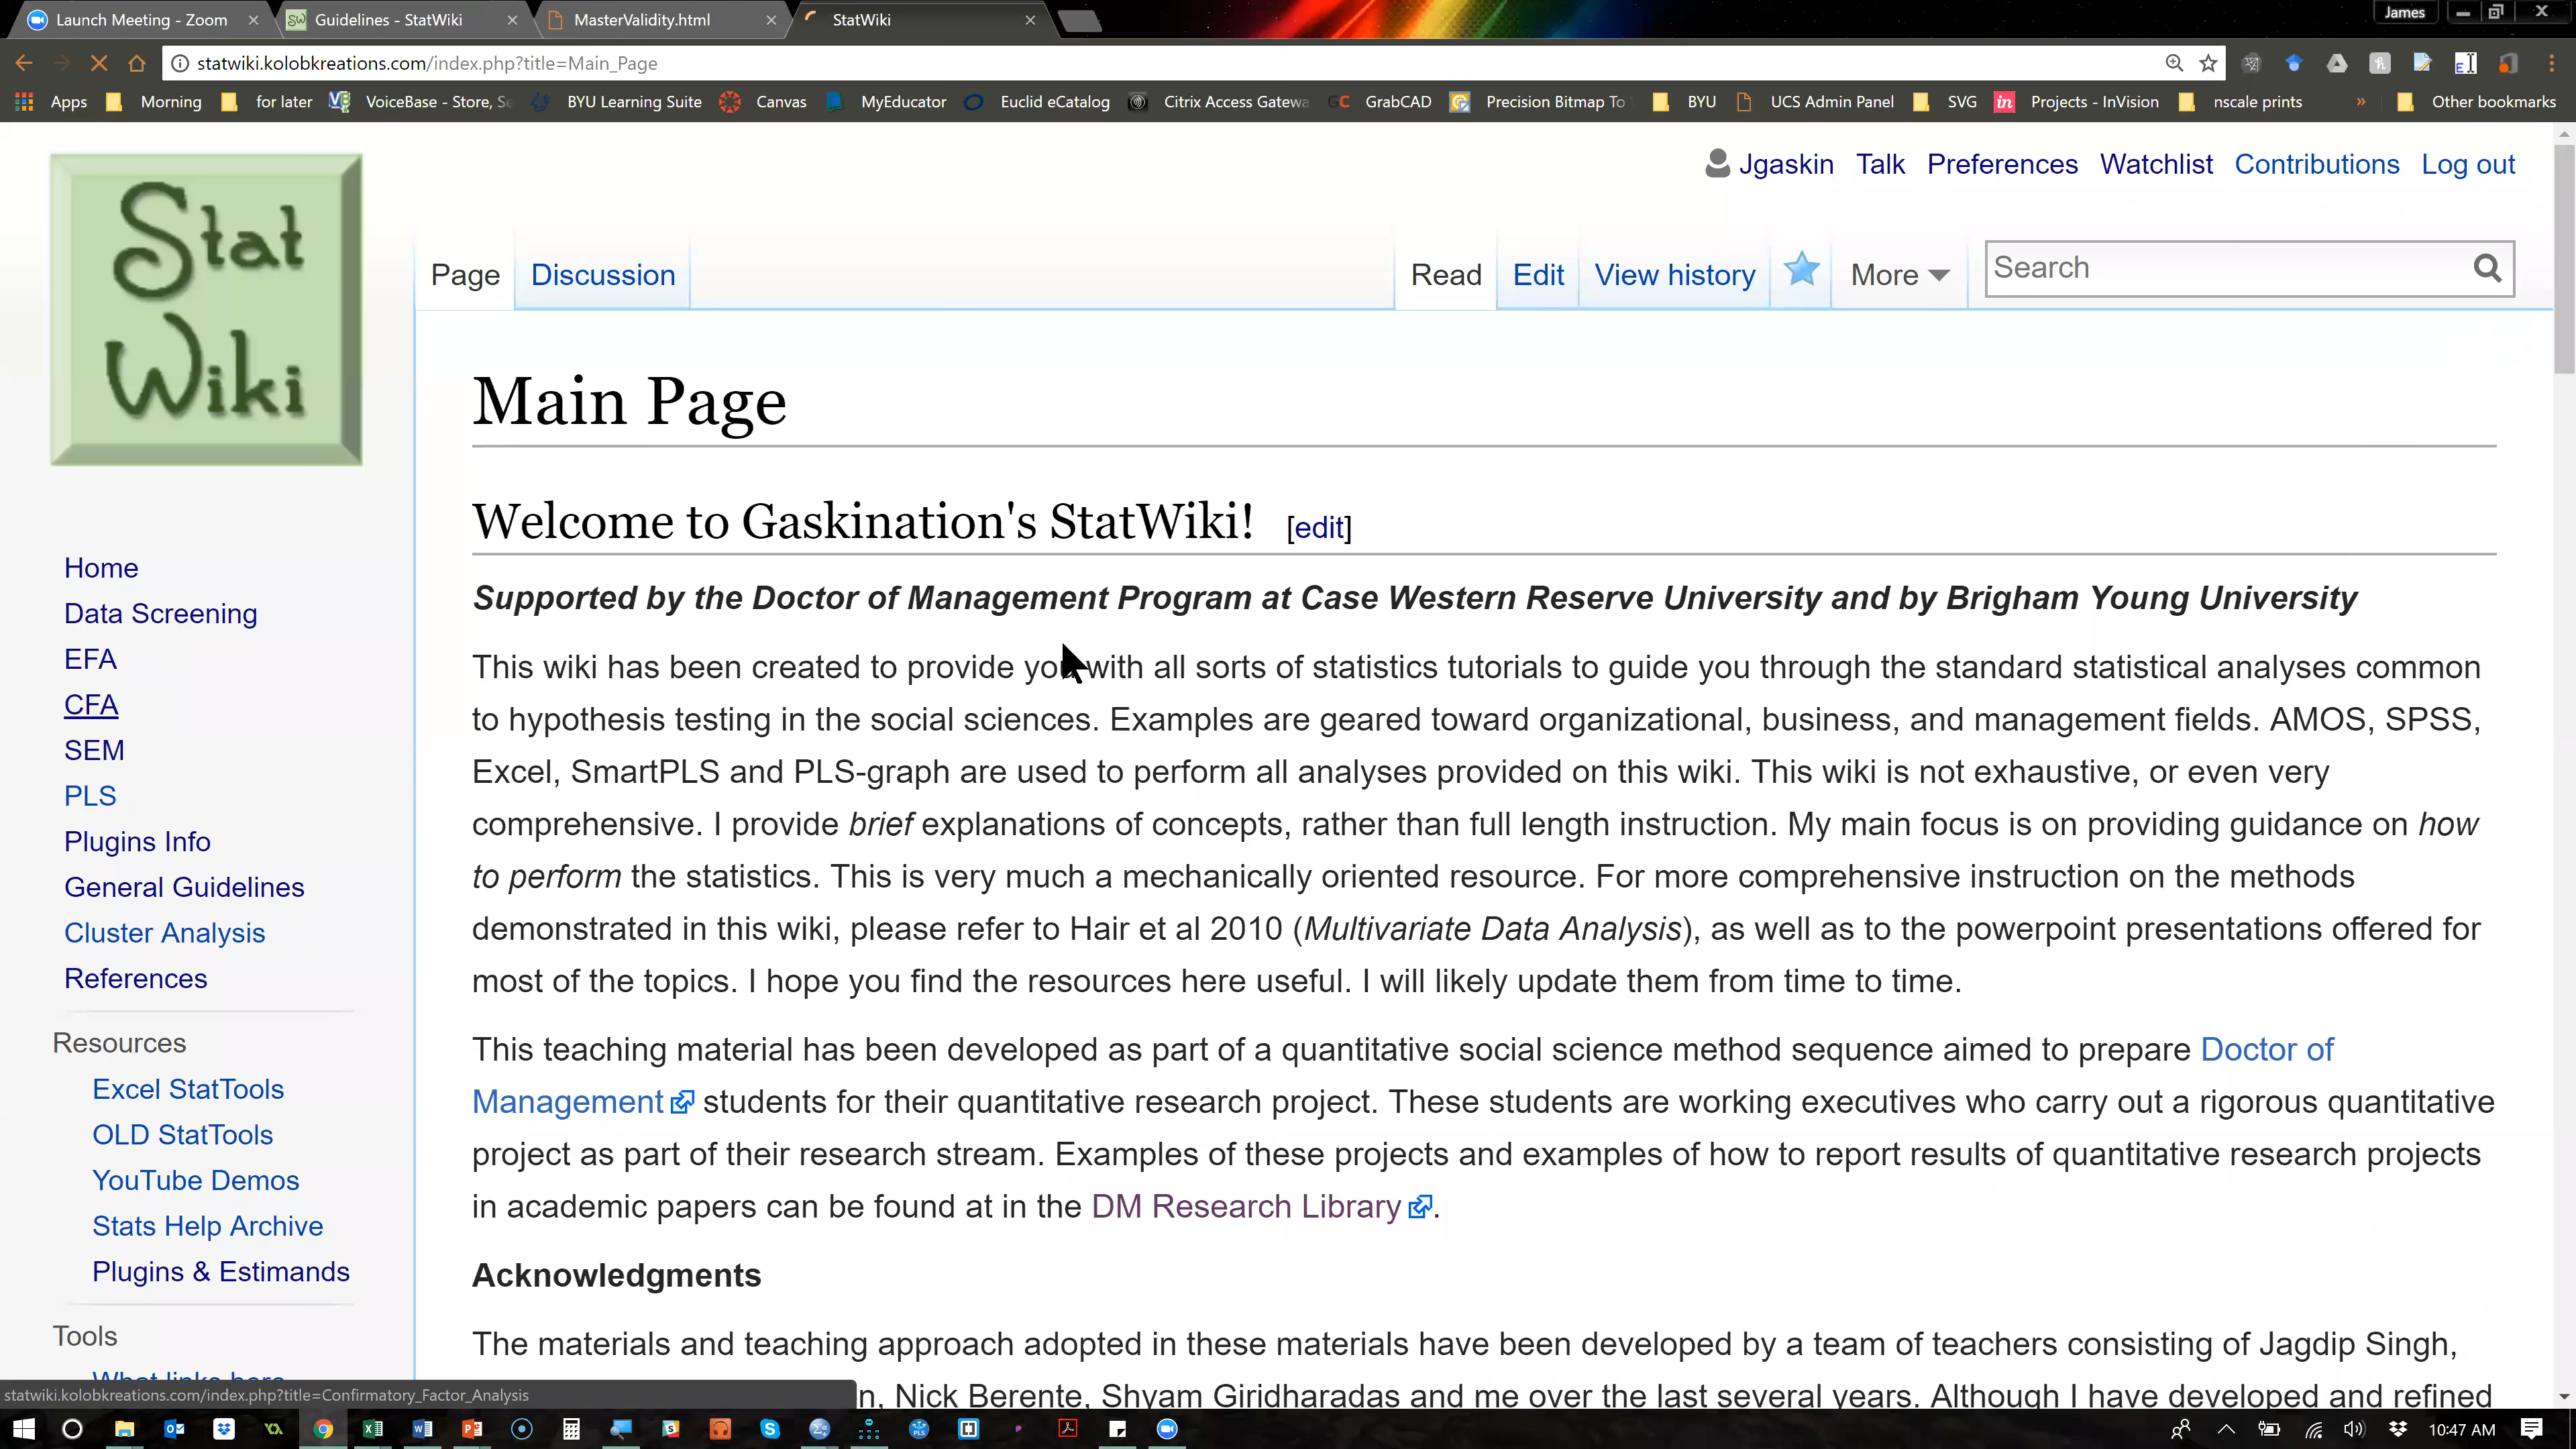 Launch Meeting - Zoom
Guidelines - StatWiki
MasterValidity.html
StatWiki
James
statwiki.kolobkreations.com/index.php?title=Main_Page
Apps
Morning
for later
VoiceBase - Store, Se
BYU Learning Suite
Canvas
MyEducator
Euclid eCatalog
Citrix Access Gatewa
GrabCAD
Precision Bitmap To
BYU
UCS Admin Panel
SVG
Projects - InVision
nscale prints
»
Other bookmarks
Stat
Wiki
Jgaskin
Talk
Preferences
Watchlist
Contributions
Log out
Page
Discussion
Read
Edit
View history
More
Search
Main Page
Welcome to Gaskination's StatWiki! [edit]
Supported by the Doctor of Management Program at Case Western Reserve University and by Brigham Young University
This wiki has been created to provide you with all sorts of statistics tutorials to guide you through the standard statistical analyses common
to hypothesis testing in the social sciences. Examples are geared toward organizational, business, and management fields. AMOS, SPSS,
Excel, SmartPLS and PLS-graph are used to perform all analyses provided on this wiki. This wiki is not exhaustive, or even very
comprehensive. I provide brief explanations of concepts, rather than full length instruction. My main focus is on providing guidance on how
to perform the statistics. This is very much a mechanically oriented resource. For more comprehensive instruction on the methods
demonstrated in this wiki, please refer to Hair et al 2010 (Multivariate Data Analysis), as well as to the powerpoint presentations offered for
most of the topics. I hope you find the resources here useful. I will likely update them from time to time.
This teaching material has been developed as part of a quantitative social science method sequence aimed to prepare Doctor of
Management students for their quantitative research project. These students are working executives who carry out a rigorous quantitative
project as part of their research stream. Examples of these projects and examples of how to report results of quantitative research projects
in academic papers can be found at in the DM Research Library.
Acknowledgments
The materials and teaching approach adopted in these materials have been developed by a team of teachers consisting of Jagdip Singh,
n, Nick Berente, Shyam Giridharadas and me over the last several years. Although I have developed and refined
Home
Data Screening
EFA
CFA
SEM
PLS
Plugins Info
General Guidelines
Cluster Analysis
References
Resources
Excel StatTools
OLD StatTools
YouTube Demos
Stats Help Archive
Plugins & Estimands
Tools
What links here
statwiki.kolobkreations.com/index.php?title=Confirmatory_Factor_Analysis
10:47 AM